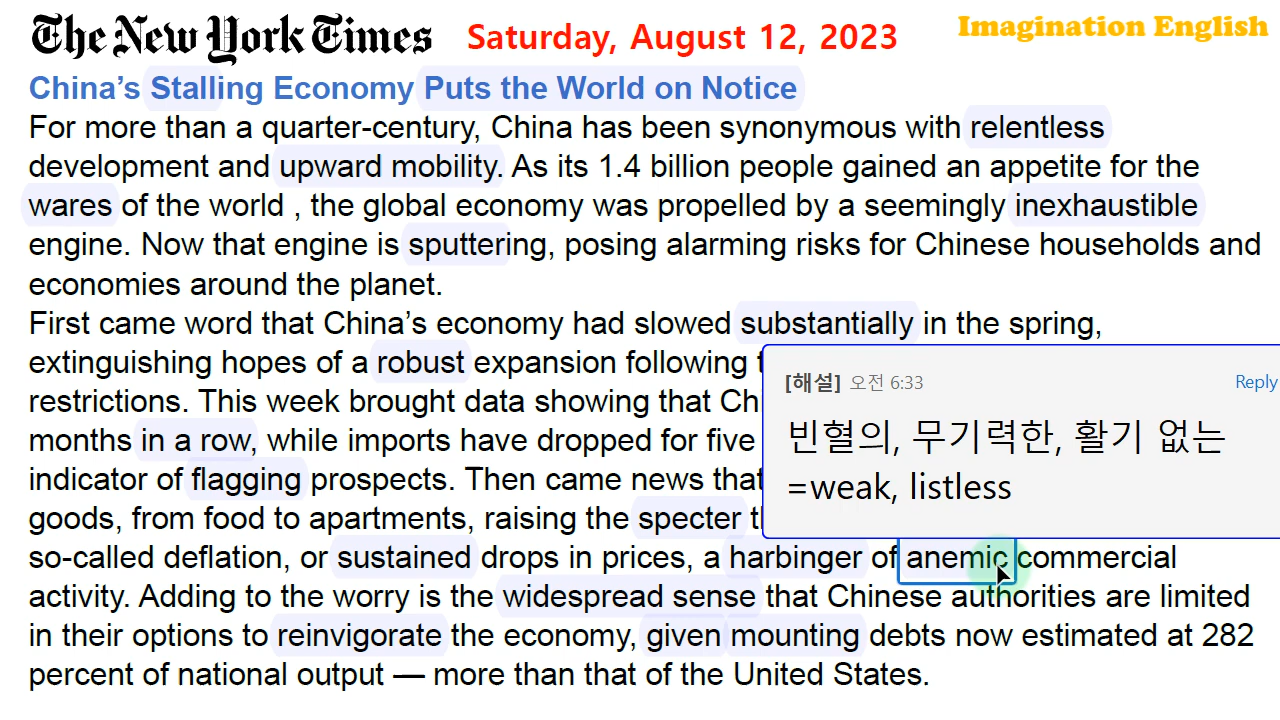 The New York Times
Saturday, August 12, 2023
Imagination English
China's Stalling Economy Puts the World on Notice
For more than a quarter-century, China has been synonymous with relentless
development and upward mobility. As its 1.4 billion people gained an appetite for the
wares of the world , the global economy was propelled by a seemingly inexhaustible
engine. Now that engine is sputtering, posing alarming risks for Chinese households and
economies around the planet.
First came word that China's economy had slowed substantially in the spring,
extinguishing hopes of a robust expansion following
restrictions. This week brought data showing that
months in a row, while imports have dropped for five
indicator of flagging prospects. Then came news that
goods, from food to apartments, raising the specter
so-called deflation, or sustained drops in prices, a harbinger of anemic commercial
activity. Adding to the worry is the widespread sense that Chinese authorities are limited
in their options to reinvigorate the economy, given mounting debts now estimated at 282
percent of national output — more than that of the United States.
[해설] 오전 6:33
Reply
빈혈의, 무기력한, 활기 없는
=weak, listless